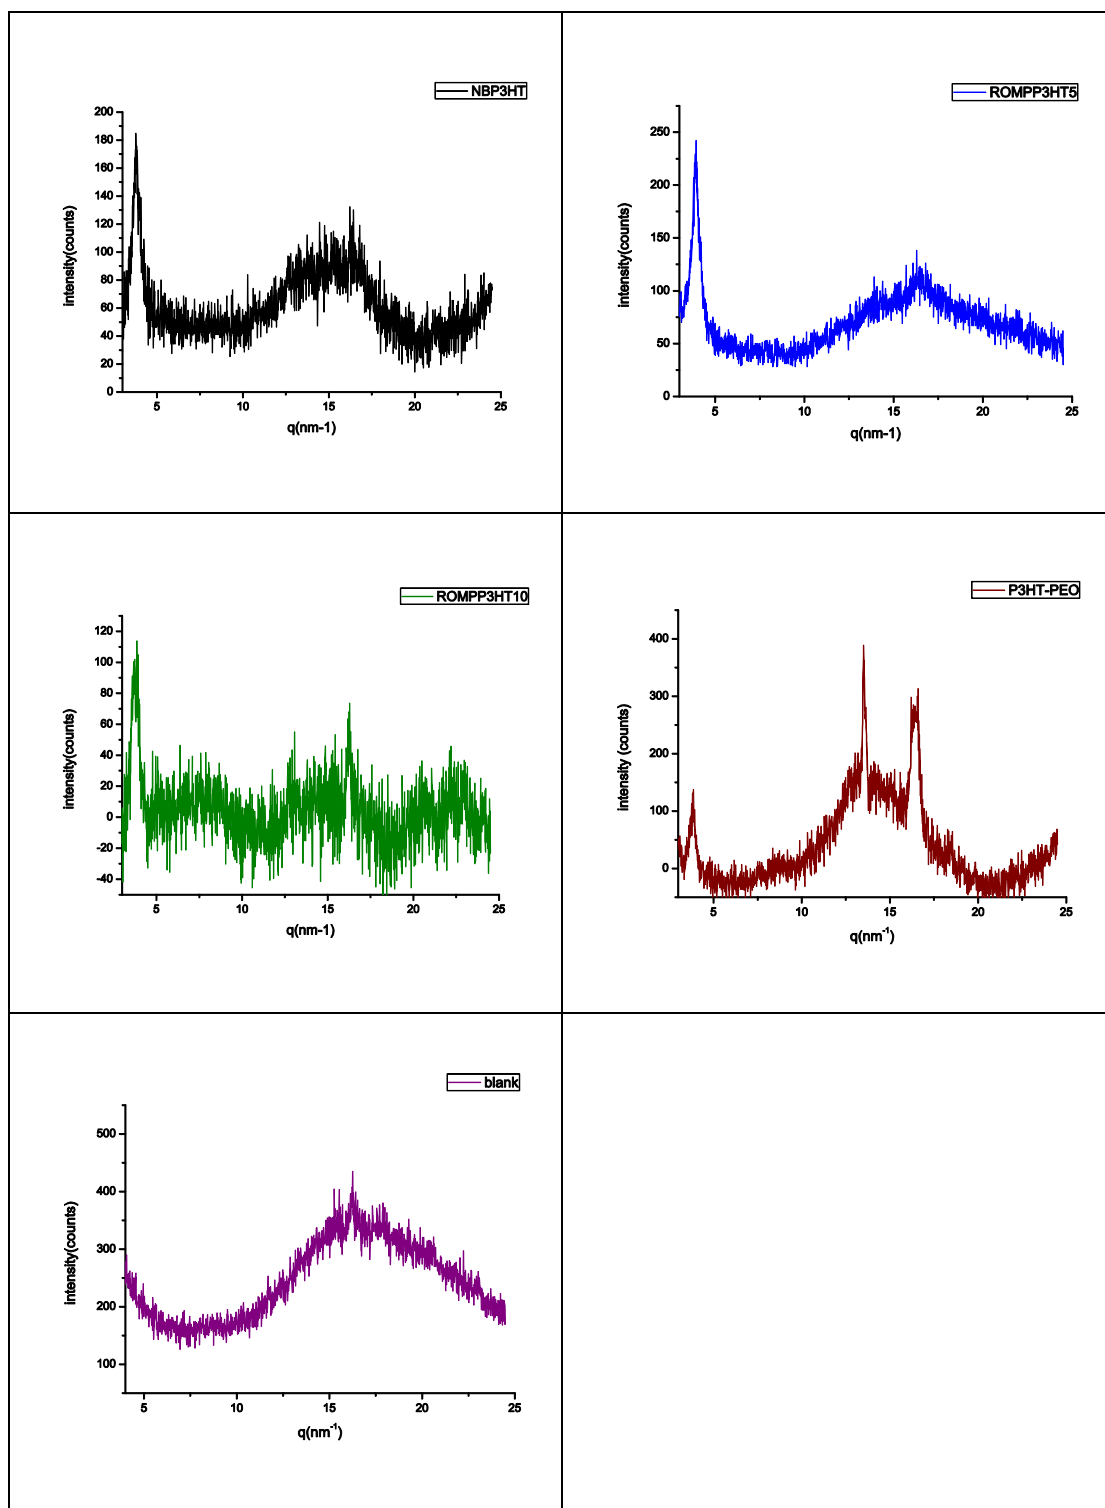 NBP3HT
200
180
160
140
120
100
80
60
40
20
0
intensity(counts)
5 10 15 20 25
q(nm-1)
ROMPP3HT5
250
200
150
100
50
0
intensity(counts)
5 10 15 20 25
q(nm-1)
ROMPP3HT10
120
100
80
60
40
20
0
-20
-40
intensity(counts)
5 10 15 20 25
q(nm-1)
P3HT-PEO
400
300
200
100
0
intensity (counts)
5 10 15 20 25
q(nm⁻¹)
blank
500
400
300
200
100
intensity(counts)
5 10 15 20 25
q(nm⁻¹)